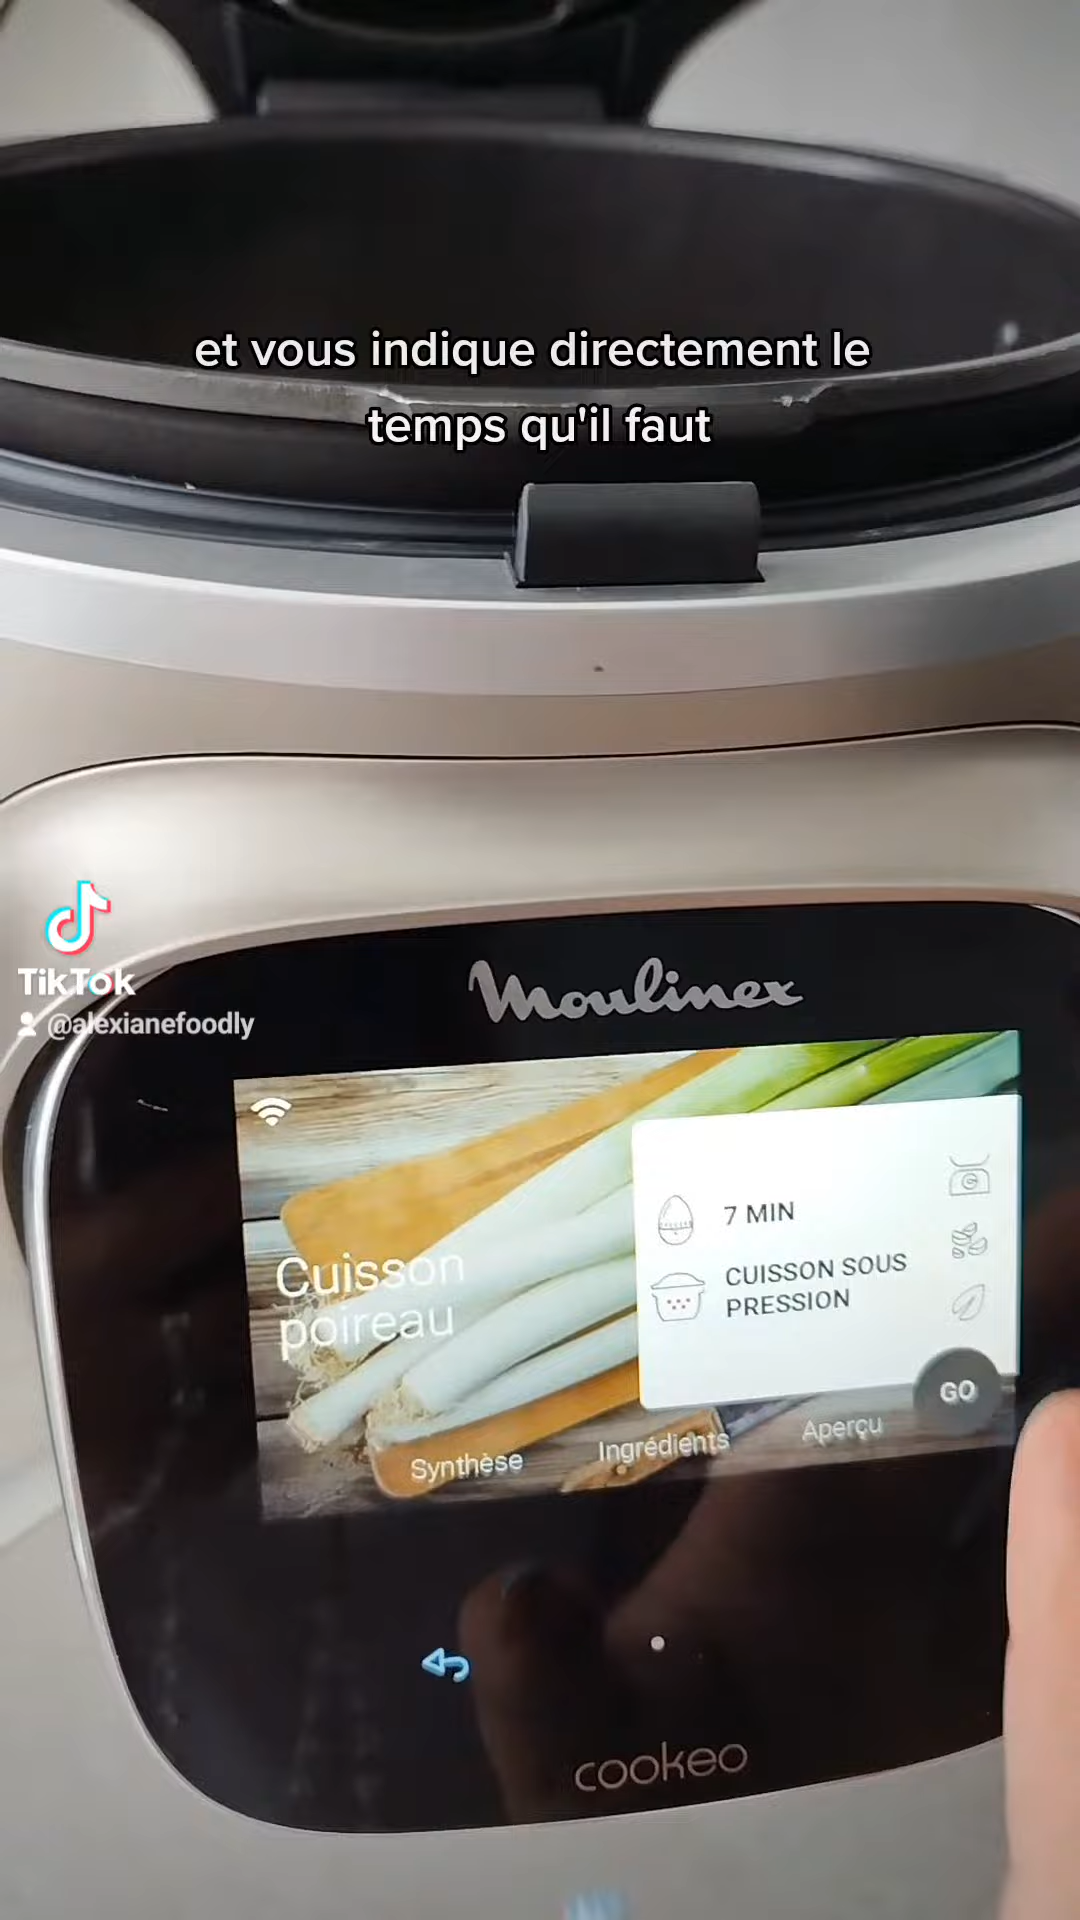 et vous indique directement le
temps qu'il faut
TikTok
@alexianefoodly
Moulinex
7 MIN
Cuisson
poireau
CUISSON SOUS
PRESSION
GO
Synthèse
Ingrédients
Aperçu
cookeo